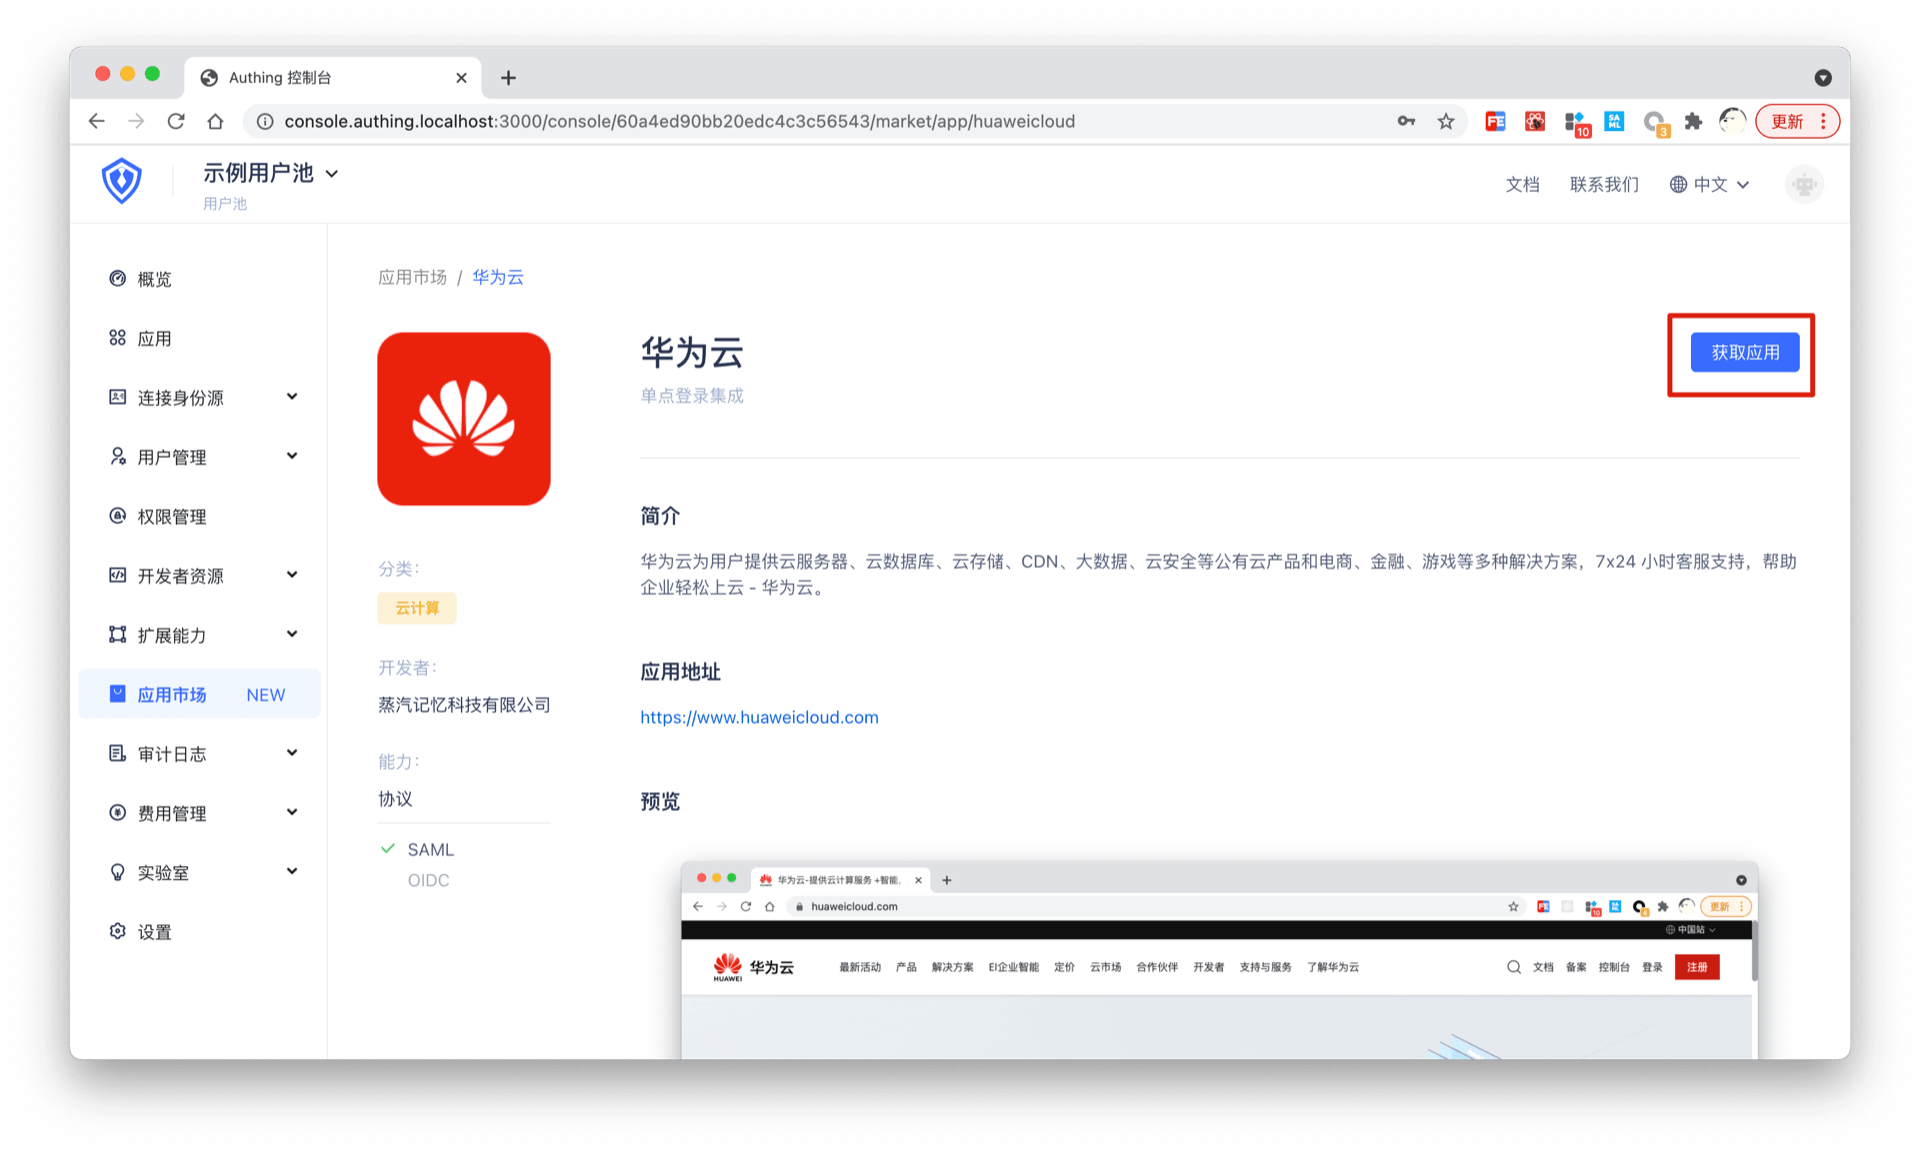 Authing 控制台
console.authing.localhost:3000/console/60a4ed90bb20edc4c3c56543/market/app/huaweicloud
FE
10
SA
ML
3
更新
示例用户池
用户池
文档
联系我们
中文
概览
应用
连接身份源
用户管理
权限管理
开发者资源
扩展能力
应用市场 NEW
审计日志
费用管理
实验室
设置
应用市场 / 华为云
分类：
云计算
开发者：
蒸汽记忆科技有限公司
能力：
协议
SAML
OIDC
华为云
单点登录集成
获取应用
简介
华为云为用户提供云服务器、云数据库、云存储、CDN、大数据、云安全等公有云产品和电商、金融、游戏等多种解决方案，7x24 小时客服支持，帮助
企业轻松上云 - 华为云。
应用地址
https://www.huaweicloud.com
预览
华为云-提供云计算服务 +智能,
huaweicloud.com
FE
10
更新
中国站
HUAWEI
华为云
最新活动 产品 解决方案 EI企业智能 定价 云市场 合作伙伴 开发者 支持与服务 了解华为云
文档 备案 控制台 登录 注册